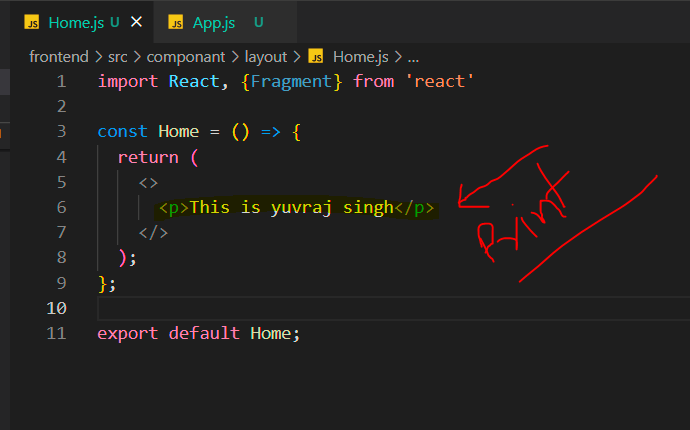 JS Home.js U × JS App.js U
frontend > src > componant > layout > JS Home.js > ...
1 import React, {Fragment} from 'react'
2
3 const Home = () => {
4 return (
5 <>
6 <p>This is yuvraj singh</p>
7 </>
8 );
9 };
10
11 export default Home;
Print